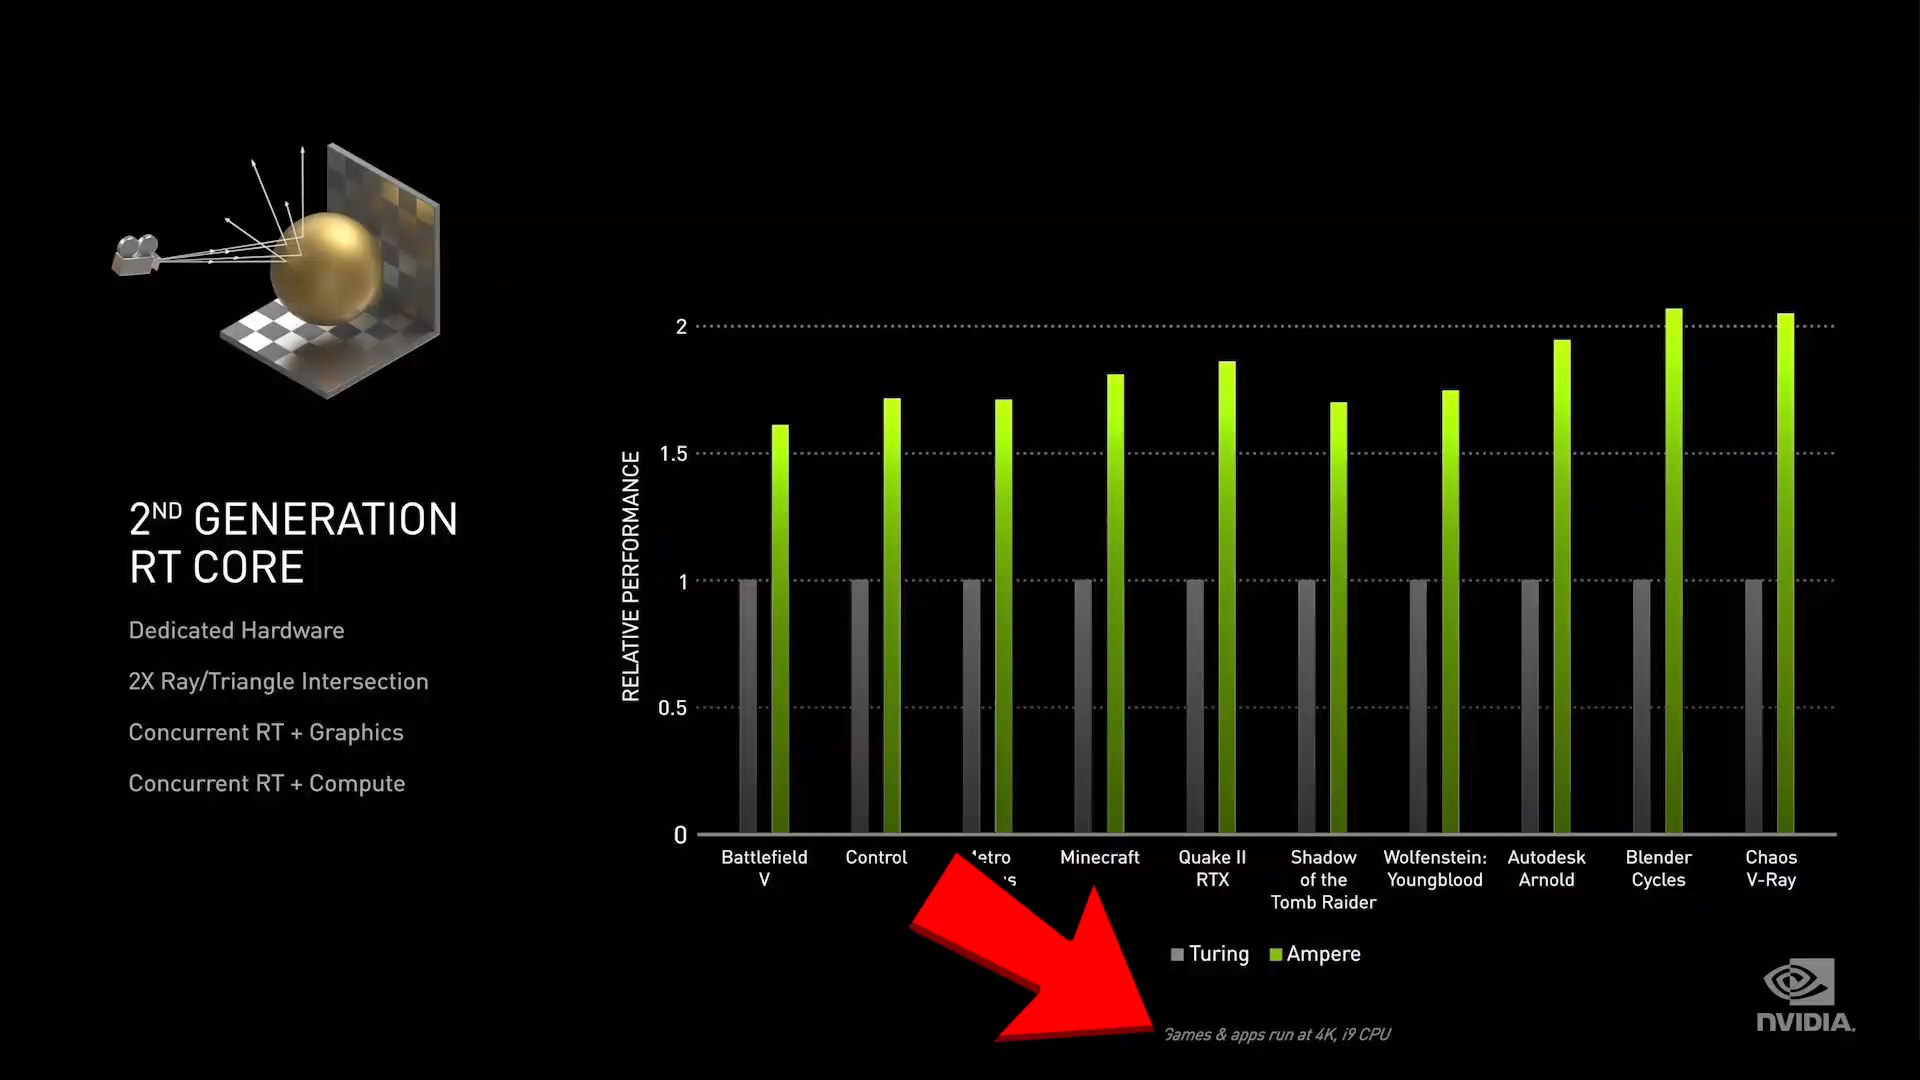 2ND GENERATION
RT CORE
Dedicated Hardware
2X Ray/Triangle Intersection
Concurrent RT + Graphics
Concurrent RT + Compute
RELATIVE PERFORMANCE
2
1.5
1
0.5
0
Battlefield
V
Control
Metro
Minecraft
Quake II
RTX
Shadow
of the
Tomb Raider
Wolfenstein:
Youngblood
Autodesk
Arnold
Blender
Cycles
Chaos
V-Ray
Turing
Ampere
Games & apps run at 4K, i9 CPU
NVIDIA.